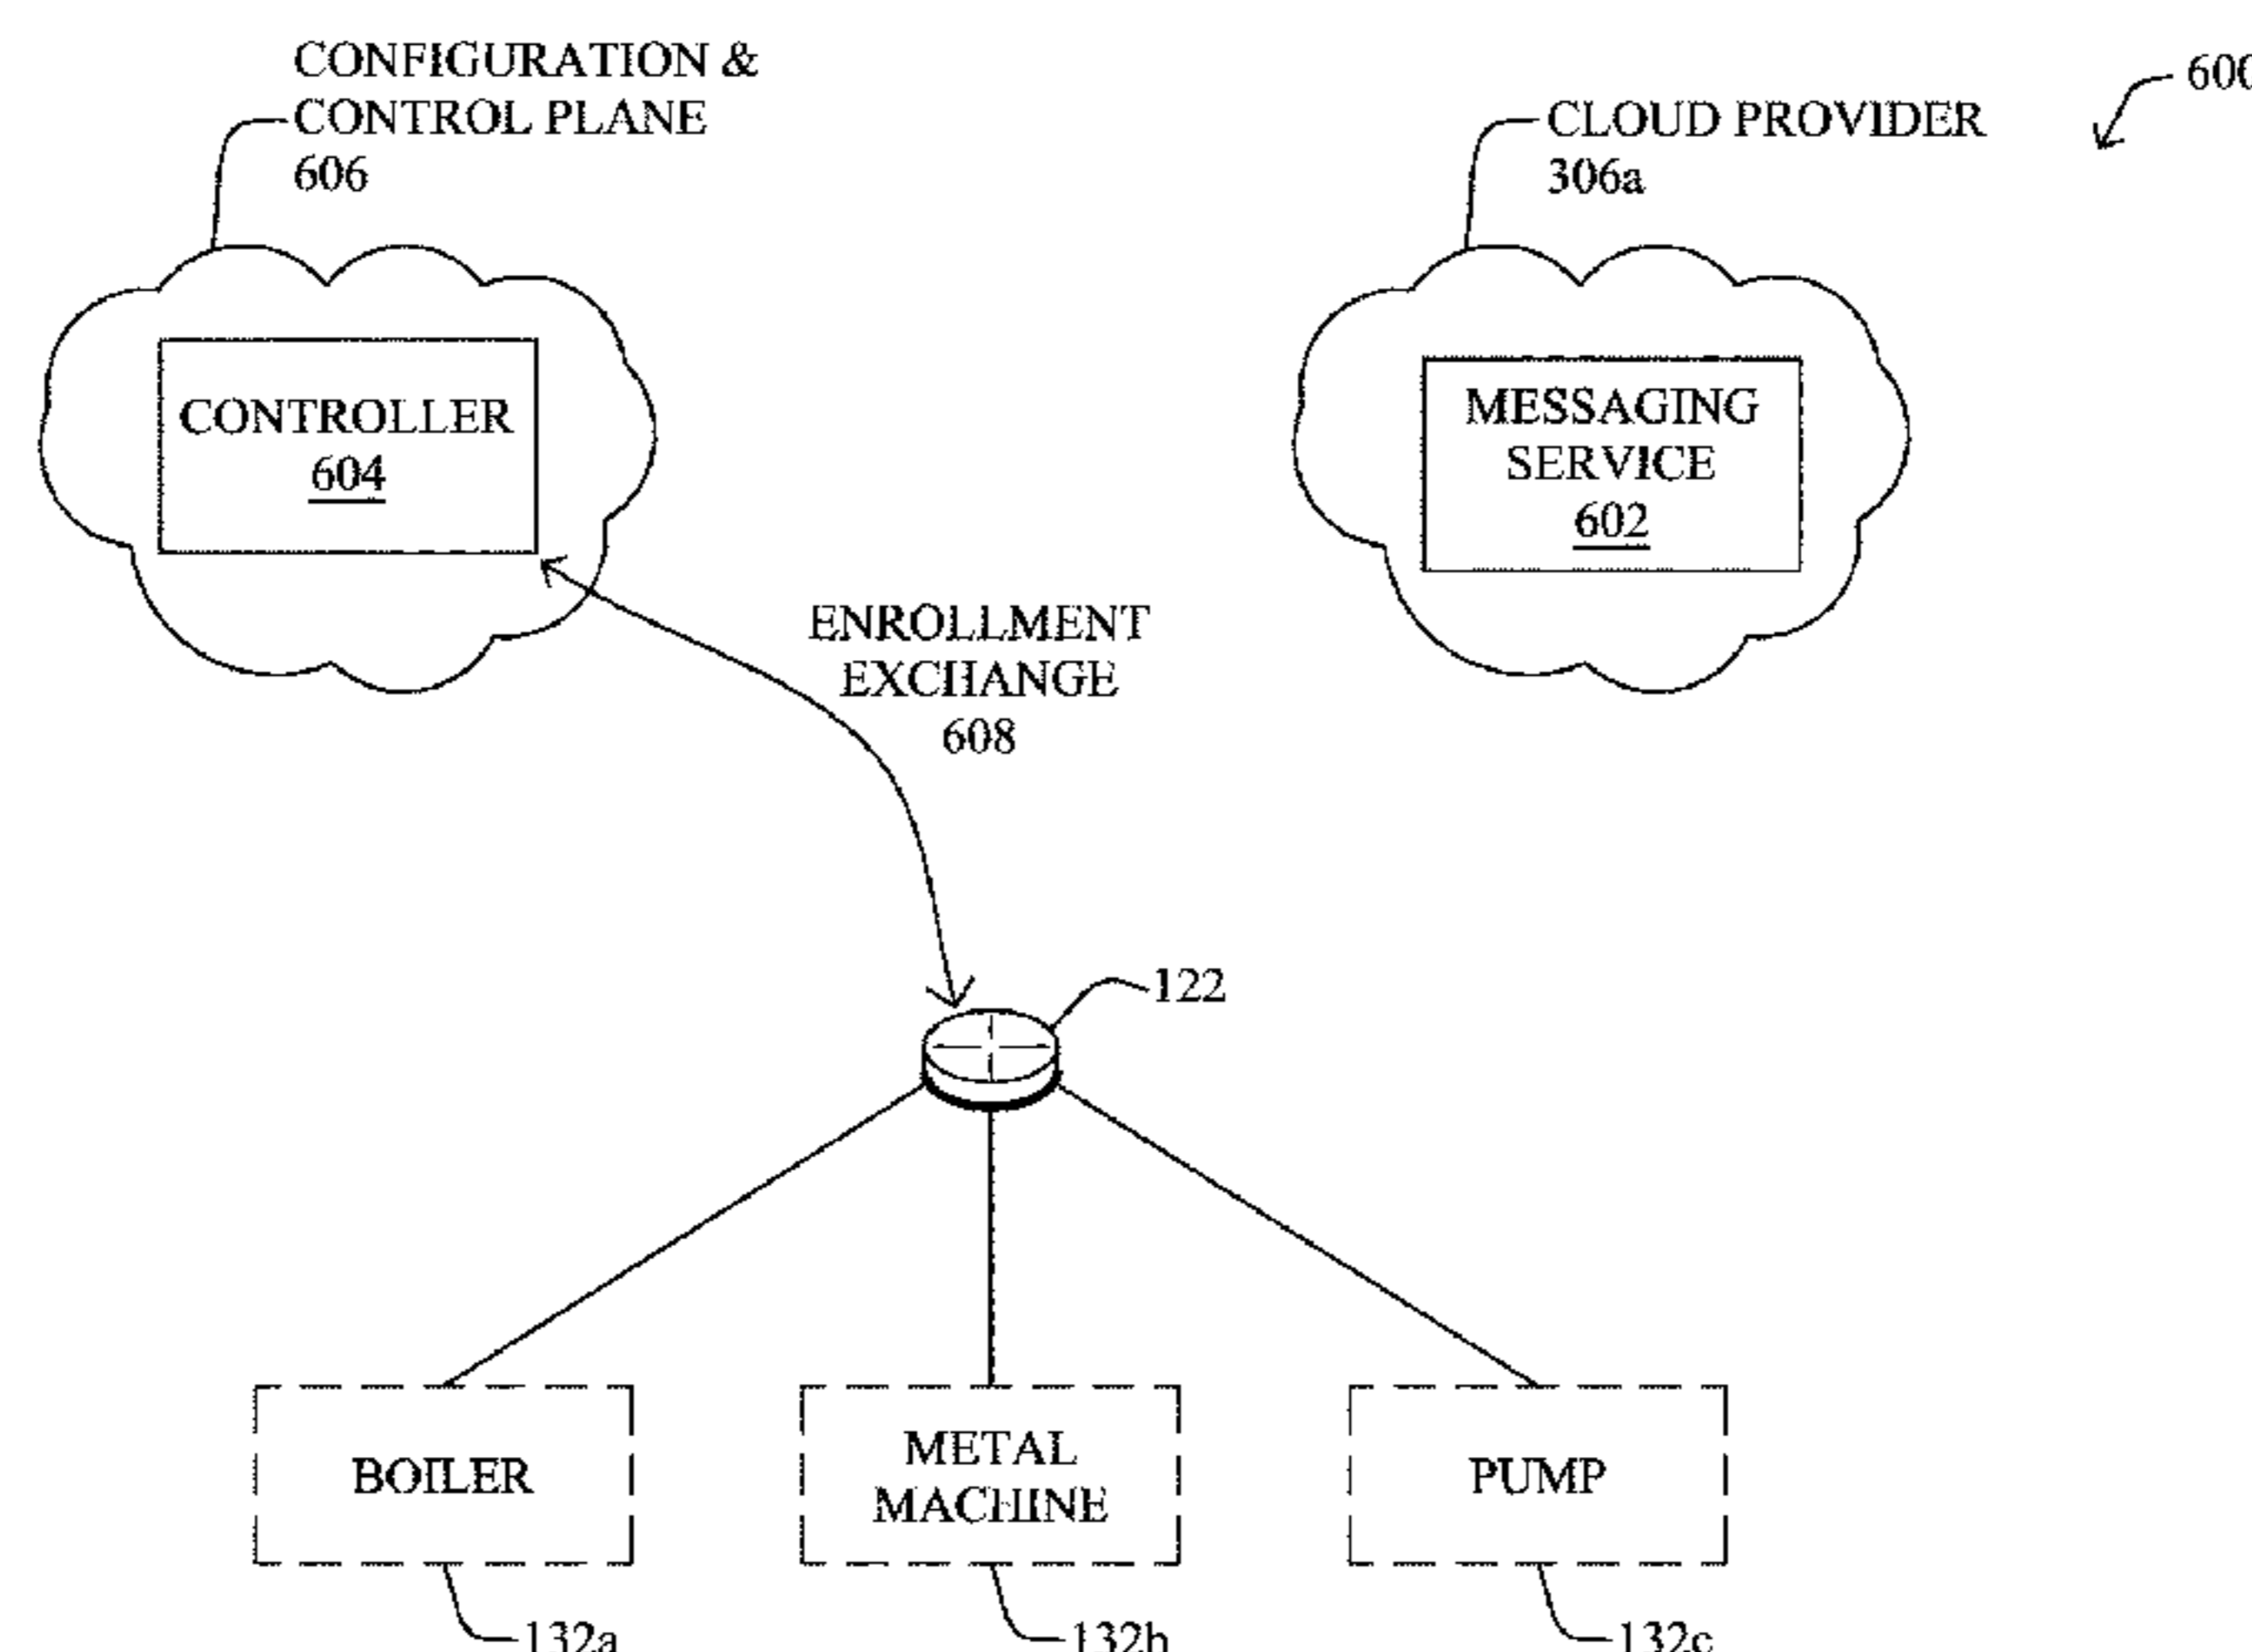 CONFIGURATION &
CONTROL PLANE
606
CLOUD PROVIDER
306a
600
CONTROLLER
604
MESSAGING
SERVICE
602
ENROLLMENT
EXCHANGE
608
122
BOILER
METAL
MACHINE
PUMP
132a
132b
132c